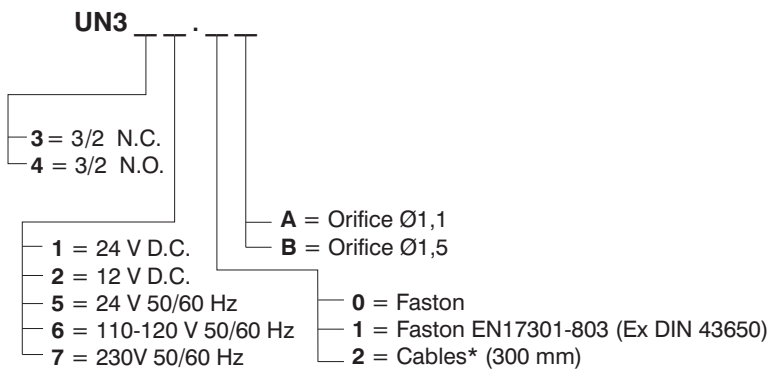 UN3 _ _ . _ _
3 = 3/2 N.C.
4 = 3/2 N.O.
1 = 24 V D.C.
2 = 12 V D.C.
5 = 24 V 50/60 Hz
6 = 110-120 V 50/60 Hz
7 = 230V 50/60 Hz
A = Orifice Ø1,1
B = Orifice Ø1,5
0 = Faston
1 = Faston EN17301-803 (Ex DIN 43650)
2 = Cables* (300 mm)